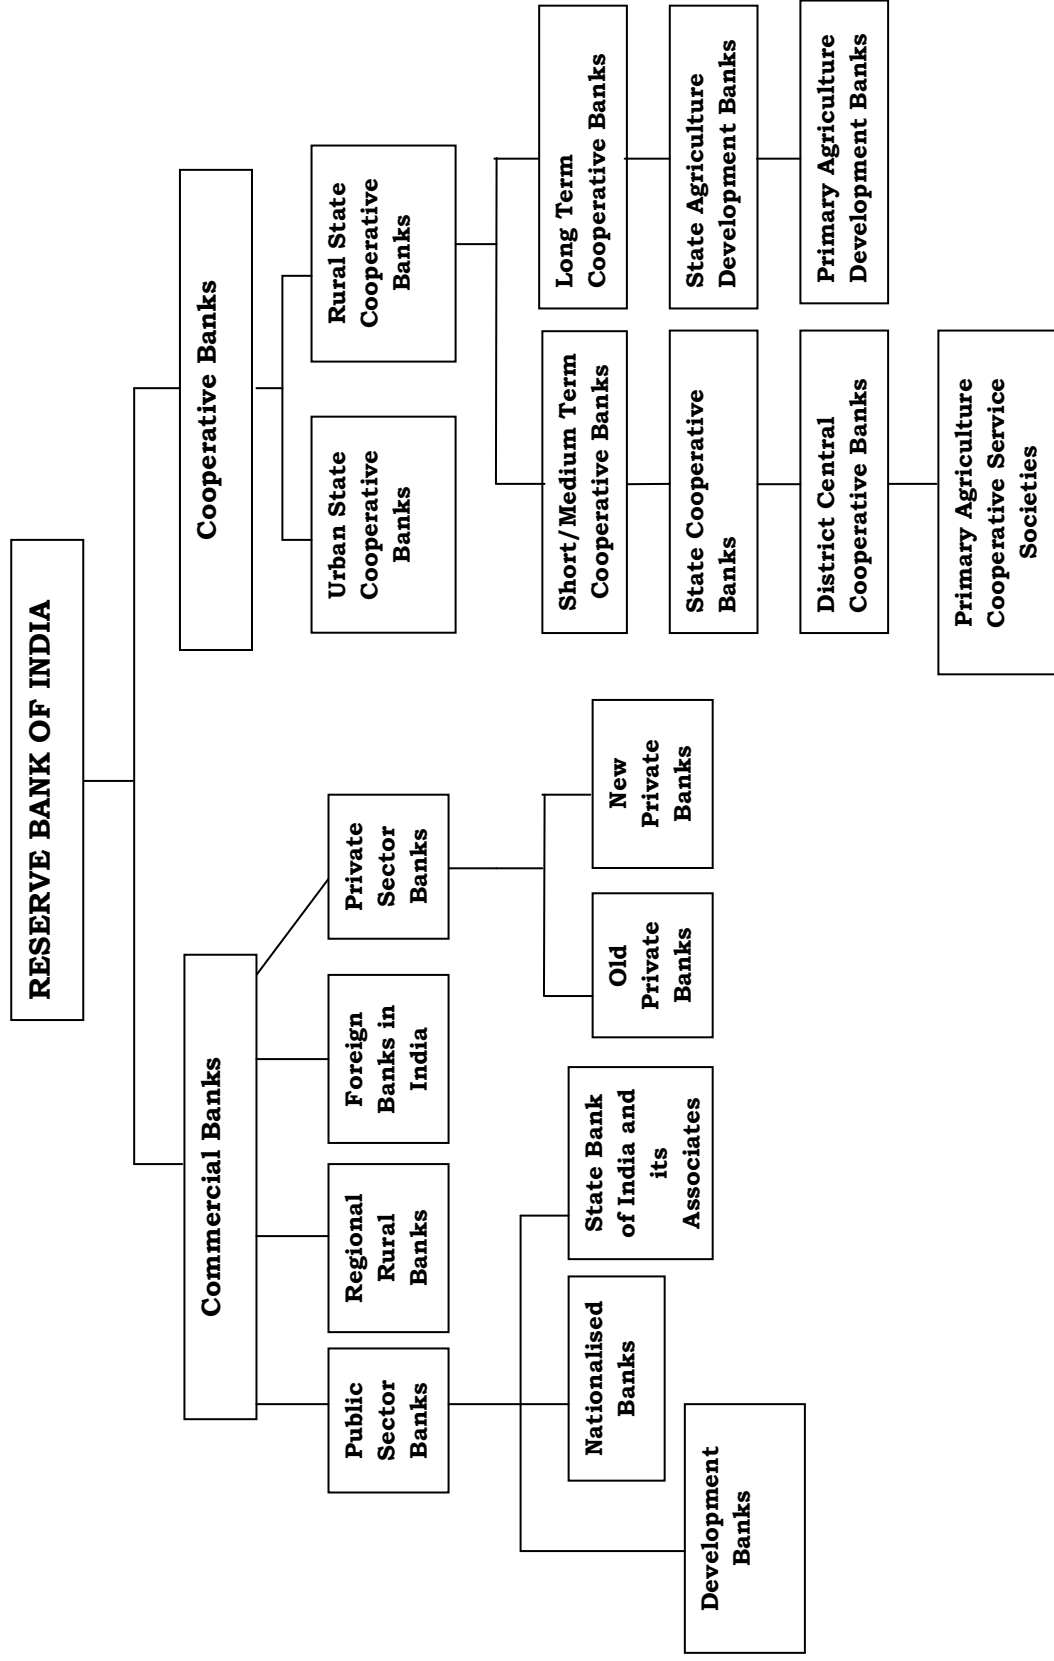 RESERVE BANK OF INDIA
Commercial Banks
Cooperative Banks
Public
Sector
Banks
Regional
Rural
Banks
Foreign
Banks in
India
Private
Sector
Banks
Urban State
Cooperative
Banks
Rural State
Cooperative
Banks
Development
Banks
Nationalised
Banks
State Bank
of India and
its
Associates
Old
Private
Banks
New
Private
Banks
Short/Medium Term
Cooperative Banks
Long Term
Cooperative Banks
State Cooperative
Banks
State Agriculture
Development Banks
District Central
Cooperative Banks
Primary Agriculture
Development Banks
Primary Agriculture
Cooperative Service
Societies